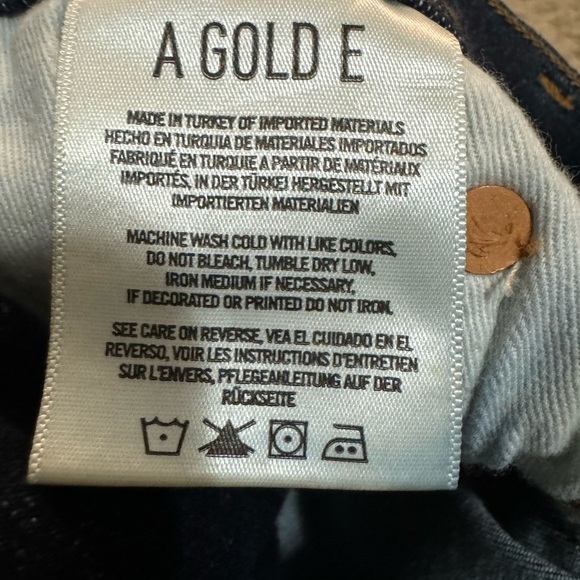 A GOLD E
MADE IN TURKEY OF IMPORTED MATERIALS
HECHO EN TURQUIA DE MATERIALES IMPORTADOS
FABRIQUÉ EN TURQUIE A PARTIR DE MATÉRIAUX
IMPORTÉS, IN DER TÜRKEI HERGESTELLT MIT
IMPORTIERTEN MATERIALIEN
MACHINE WASH COLD WITH LIKE COLORS,
DO NOT BLEACH, TUMBLE DRY LOW,
IRON MEDIUM IF NECESSARY,
IF DECORATED OR PRINTED DO NOT IRON.
SEE CARE ON REVERSE, VEA EL CUIDADO EN EL
REVERSO, VOIR LES INSTRUCTIONS D'ENTRETIEN
SUR L'ENVERS, PFLEGEANLEITUNG AUF DER
RÜCKSEITE